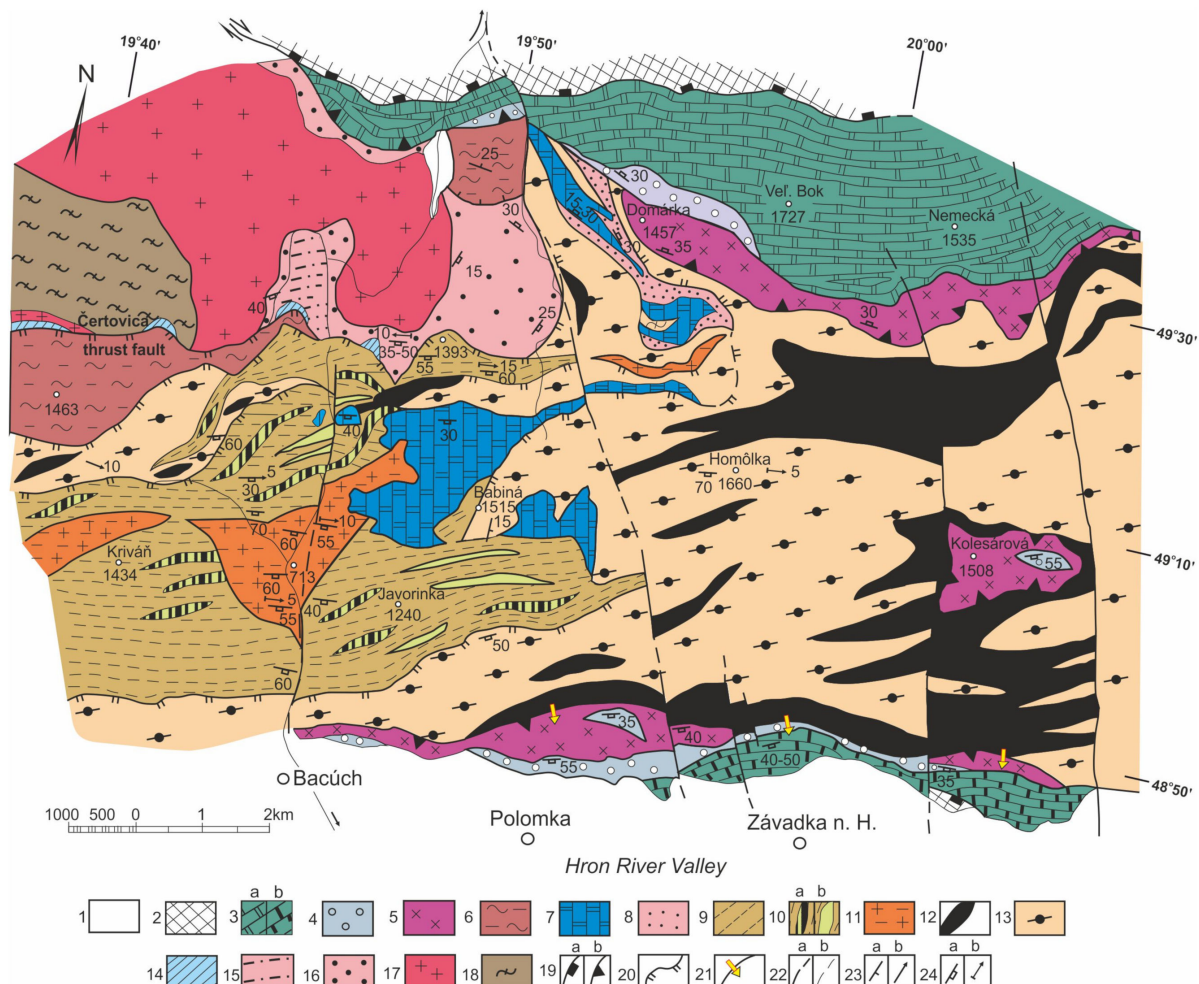 19°40'
19°50'
20°00'
N
25
30
Veľ. Bok
1727
15-30
Domárka
1457
35
Nemecká
1535
30
30
15
25
40
Čertovica
thrust fault
10
35-50
1393
55
15
60
30
49°30'
1463
40
30
60
10
5
30
Homôlka
70
1660
5
Babiná
1515
15
70
10
60
55
Kriváň
1434
713
60
5
55
40
Javorinka
1240
Kolesárová
1508
55
49°10'
50
60
35
40
55
40-50
35
48°50'
Bacúch
1000 500 0 1 2km
Polomka
Závadka n. H.
Hron River Valley
a b a b
1 2 3 4 5 6 7 8 9 10 11 12 13
a b a b a b a b
14 15 16 17 18 19 20 21 22 23 24